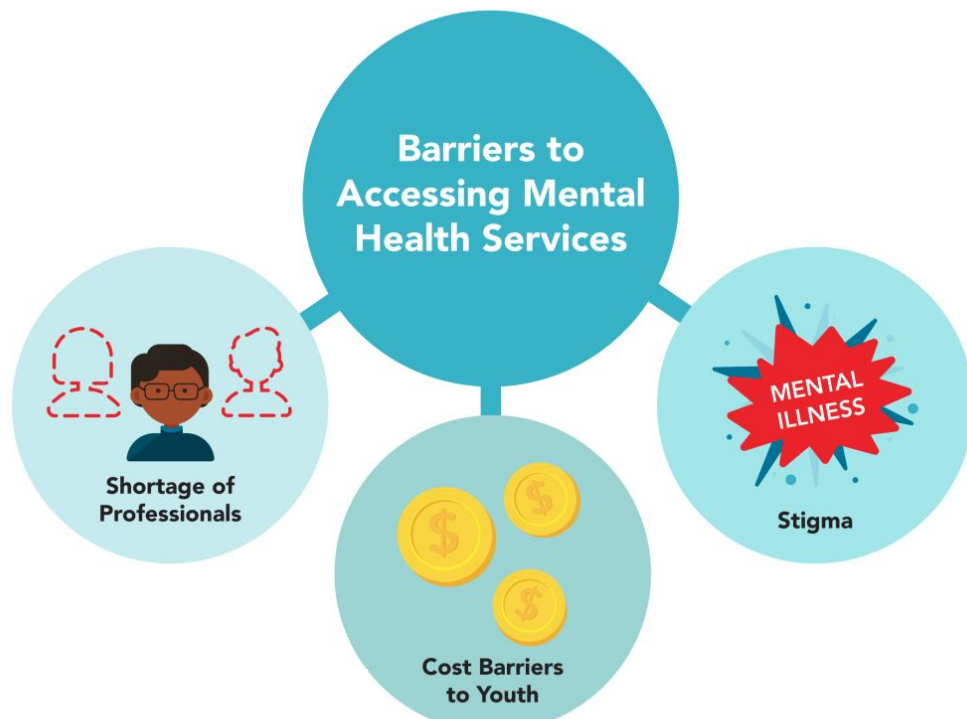 Barriers to
Accessing Mental
Health Services
Shortage of
Professionals
$
$
$
Cost Barriers
to Youth
MENTAL
ILLNESS
Stigma